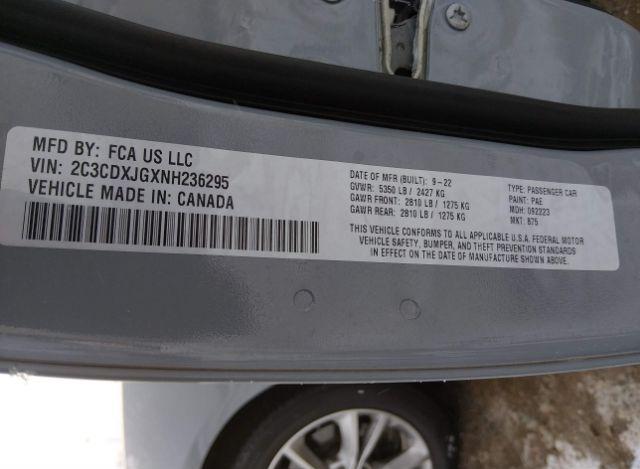 MFD BY: FCA US LLC
VIN: 2C3CDXJGXNH236295
VEHICLE MADE IN: CANADA
DATE OF MFR (BUILT): 9-22
GVWR: 5350 LB / 2427 KG
GAWR FRONT: 2810 LB / 1275 KG
GAWR REAR: 2810 LB / 1275 KG
TYPE: PASSENGER CAR
PAINT: PAE
MDH: 092223
MKT: 875
THIS VEHICLE CONFORMS TO ALL APPLICABLE U.S.A. FEDERAL MOTOR
VEHICLE SAFETY, BUMPER, AND THEFT PREVENTION STANDARDS
IN EFFECT ON THE DATE OF MANUFACTURE SHOWN ABOVE.